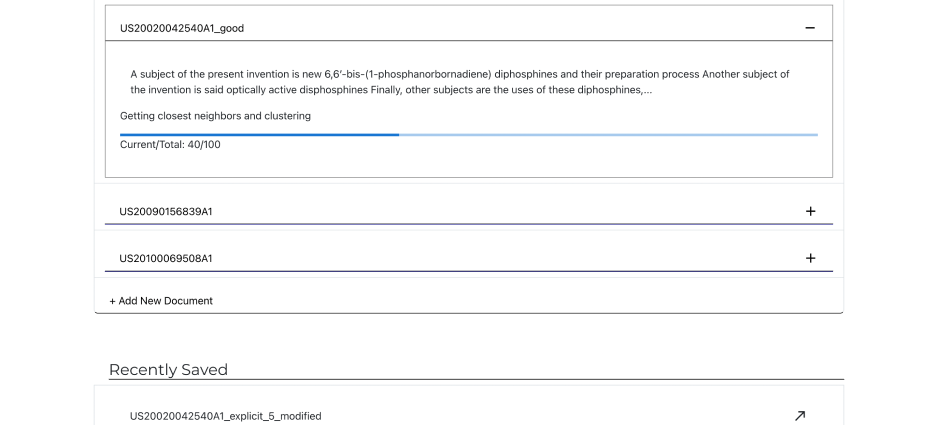 US20020042540A1_good
A subject of the present invention is new 6,6′-bis-(1-phosphanorbornadiene) diphosphines and their preparation process Another subject of
the invention is said optically active disphosphines Finally, other subjects are the uses of these diphosphines,...
Getting closest neighbors and clustering
Current/Total: 40/100
US20090156839A1
US20100069508A1
+ Add New Document
Recently Saved
US20020042540A1_explicit_5_modified